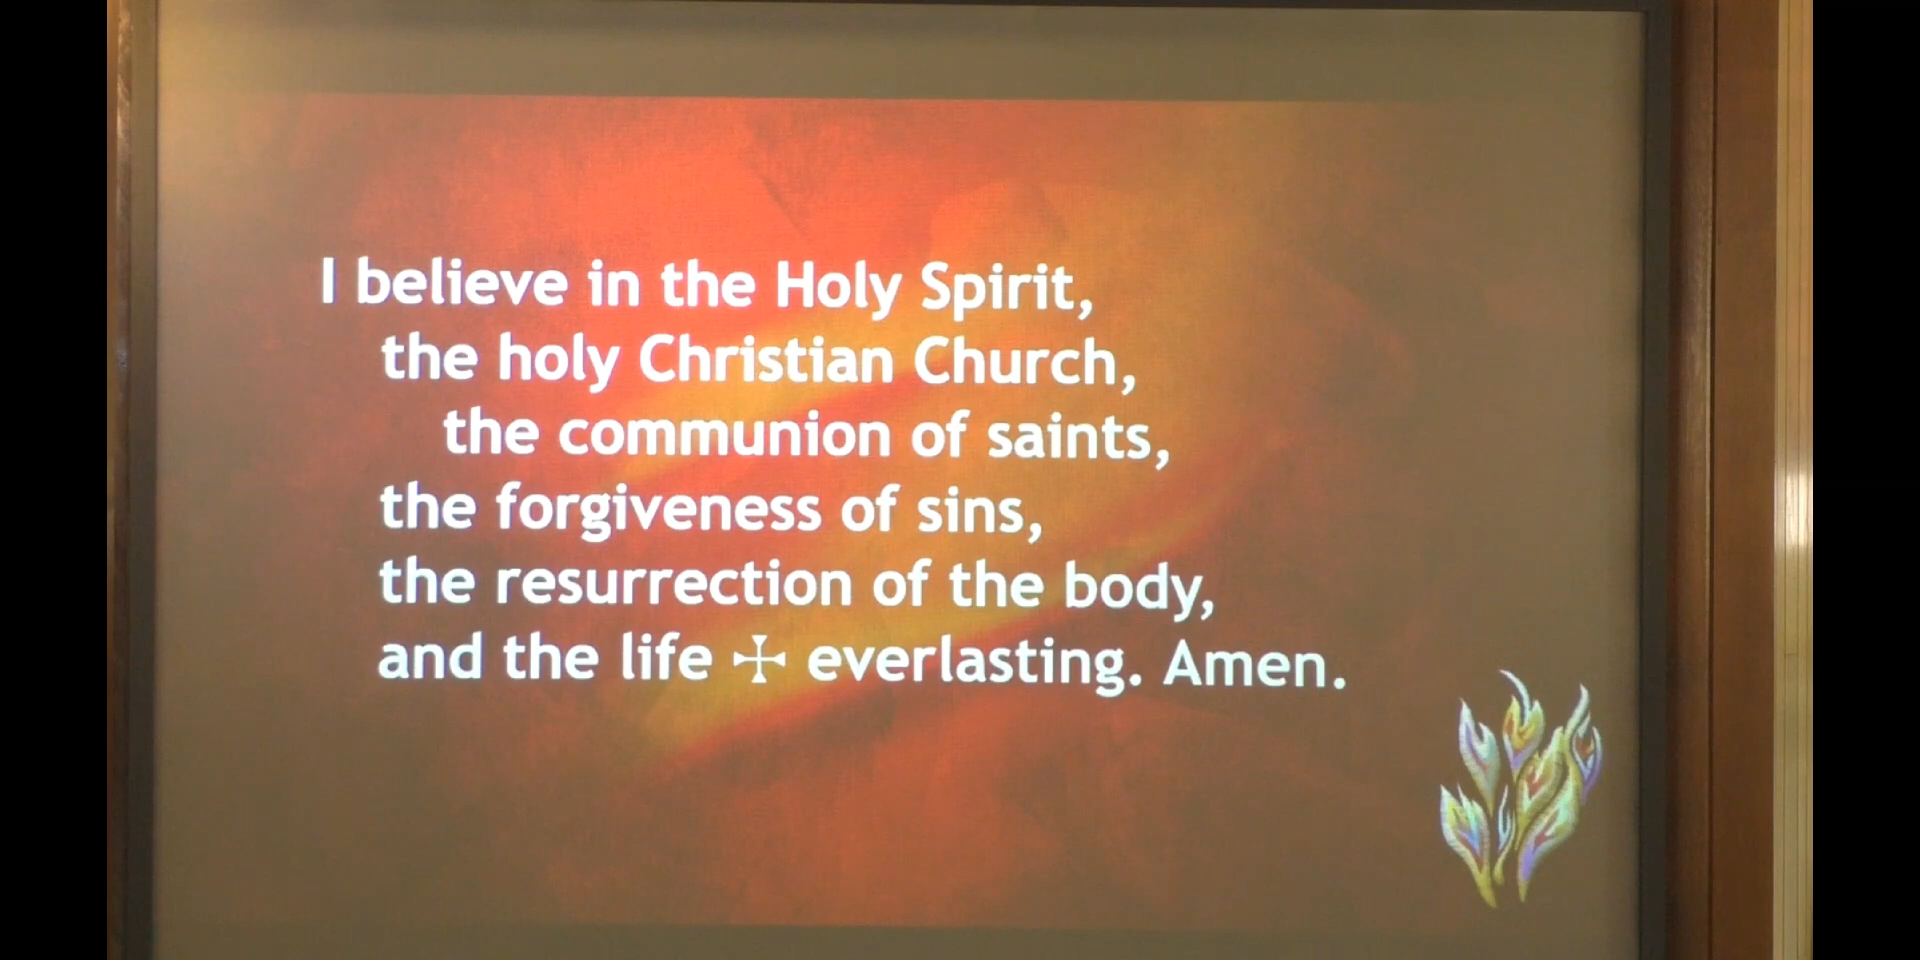 I believe in the Holy Spirit,
the holy Christian Church,
the communion of saints,
the forgiveness of sins,
the resurrection of the body,
and the life ✠ everlasting. Amen.